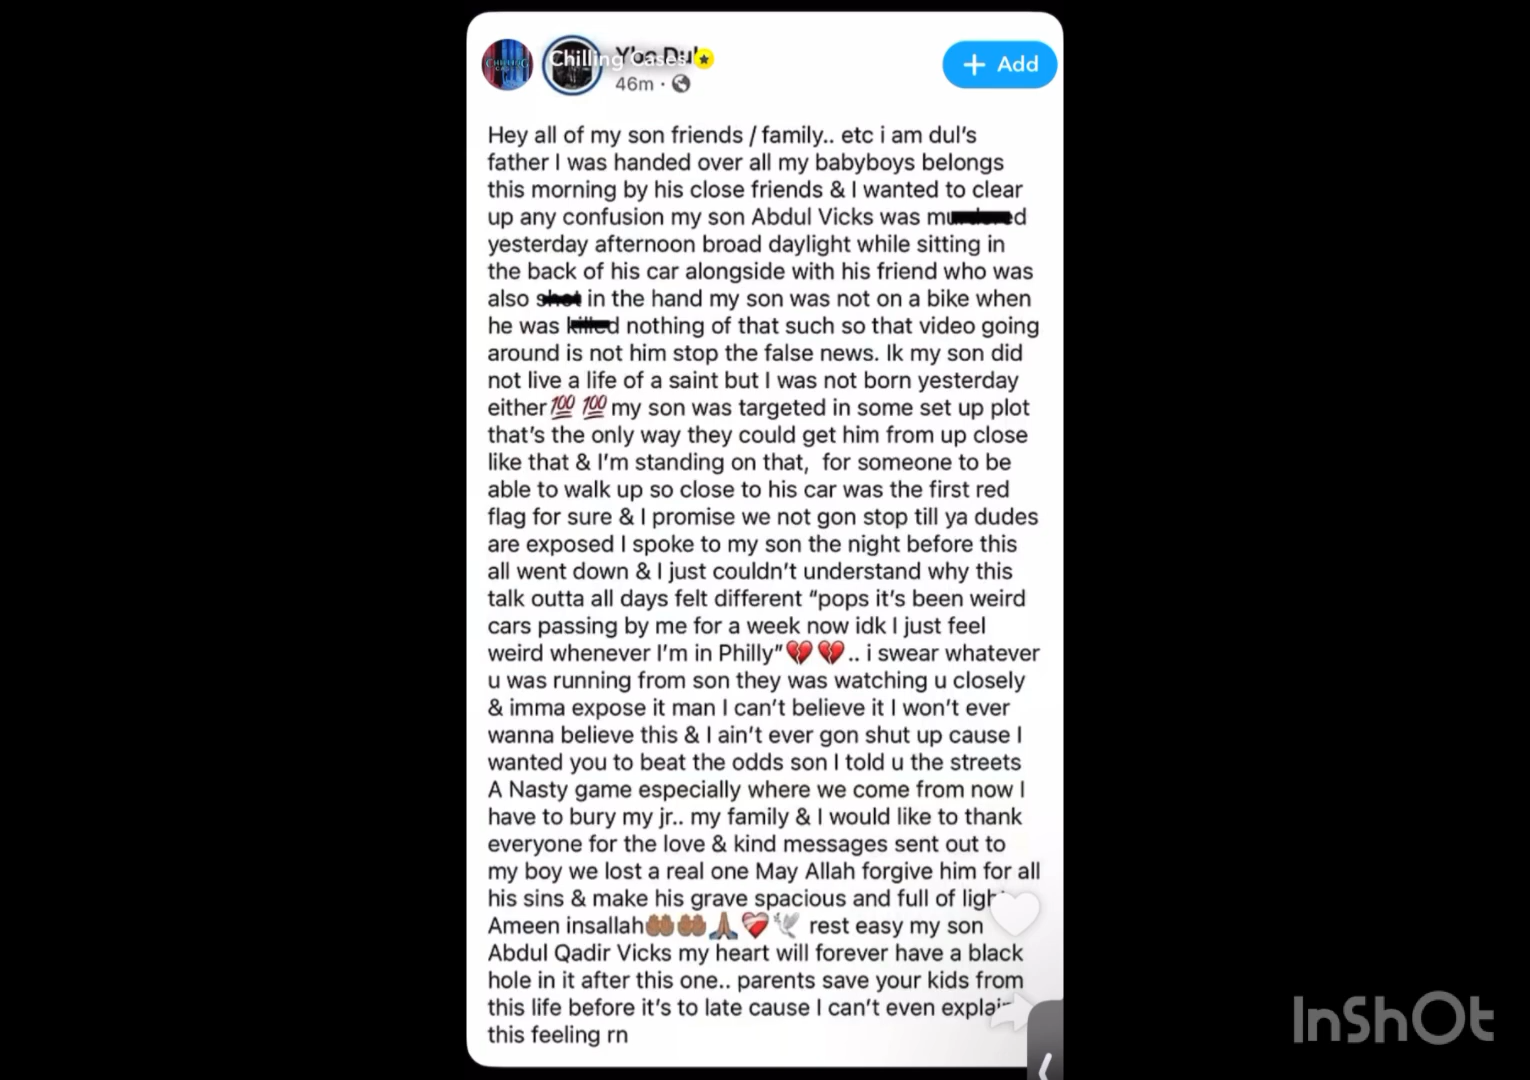 CHILLING
Chilling Cases
Add
46m ·
Hey all of my son friends / family.. etc i am dul's
father I was handed over all my babyboys belongs
this morning by his close friends & I wanted to clear
up any confusion my son Abdul Vicks was
yesterday afternoon broad daylight while sitting in
the back of his car alongside with his friend who was
also shot in the hand my son was not on a bike when
he was killed nothing of that such so that video going
around is not him stop the false news. Ik my son did
not live a life of a saint but I was not born yesterday
either💯 💯 my son was targeted in some set up plot
that's the only way they could get him from up close
like that & I'm standing on that, for someone to be
able to walk up so close to his car was the first red
flag for sure & I promise we not gon stop till ya dudes
are exposed I spoke to my son the night before this
all went down & I just couldn't understand why this
talk outta all days felt different “pops it's been weird
cars passing by me for a week now idk I just feel
weird whenever I'm in Philly”💔 💔 .. i swear whatever
u was running from son they was watching u closely
& imma expose it man I can't believe it I won't ever
wanna believe this & I ain't ever gon shut up cause I
wanted you to beat the odds son I told u the streets
A Nasty game especially where we come from now I
have to bury my jr.. my family & I would like to thank
everyone for the love & kind messages sent out to
my boy we lost a real one May Allah forgive him for all
his sins & make his grave spacious and full of
Ameen insallah🤲🏾🤲🏾🙏🏾❤️‍🩹🕊️ rest easy my son
Abdul Qadir Vicks my heart will forever have a black
hole in it after this one.. parents save your kids from
this life before it's to late cause I can't even explain
this feeling rn
InShOt